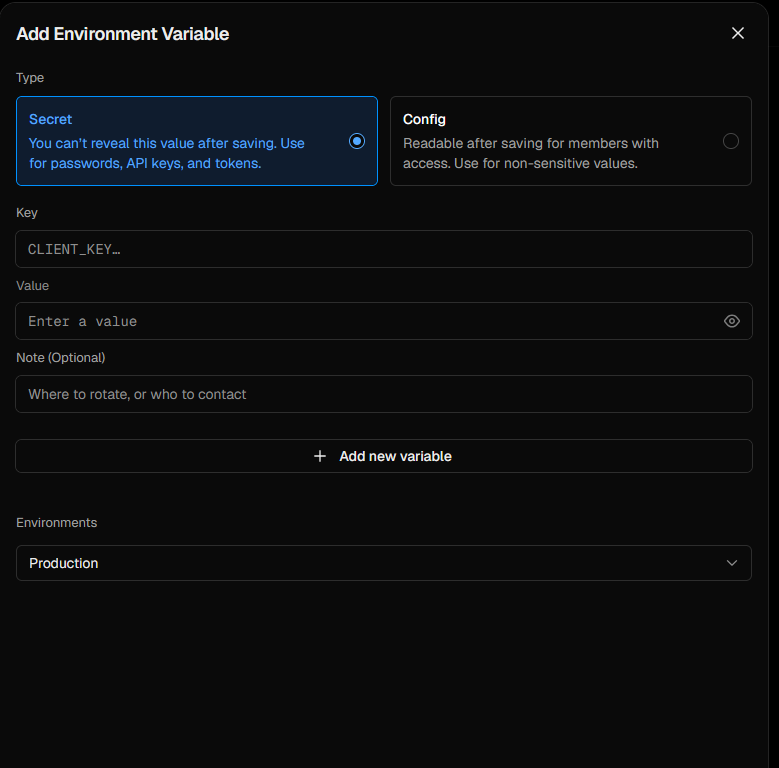 Add Environment Variable
Type
Secret
You can't reveal this value after saving. Use
for passwords, API keys, and tokens.
Config
Readable after saving for members with
access. Use for non-sensitive values.
Key
CLIENT_KEY…
Value
Enter a value
Note (Optional)
Where to rotate, or who to contact
Add new variable
Environments
Production